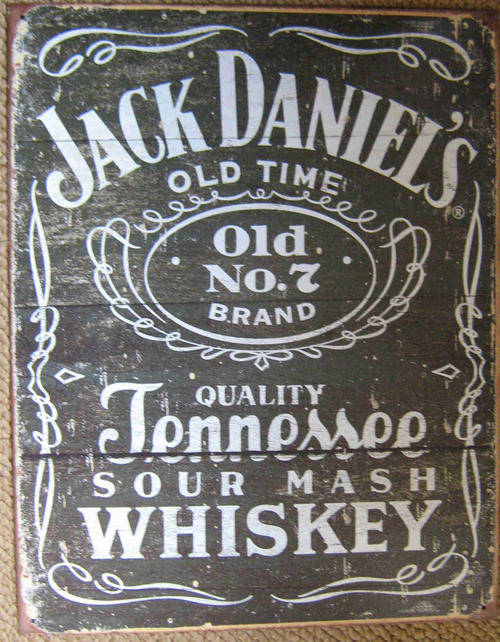 JACK DANIEL'S
®
OLD TIME
Old
No.7
BRAND
QUALITY
Tennessee
SOUR MASH
WHISKEY